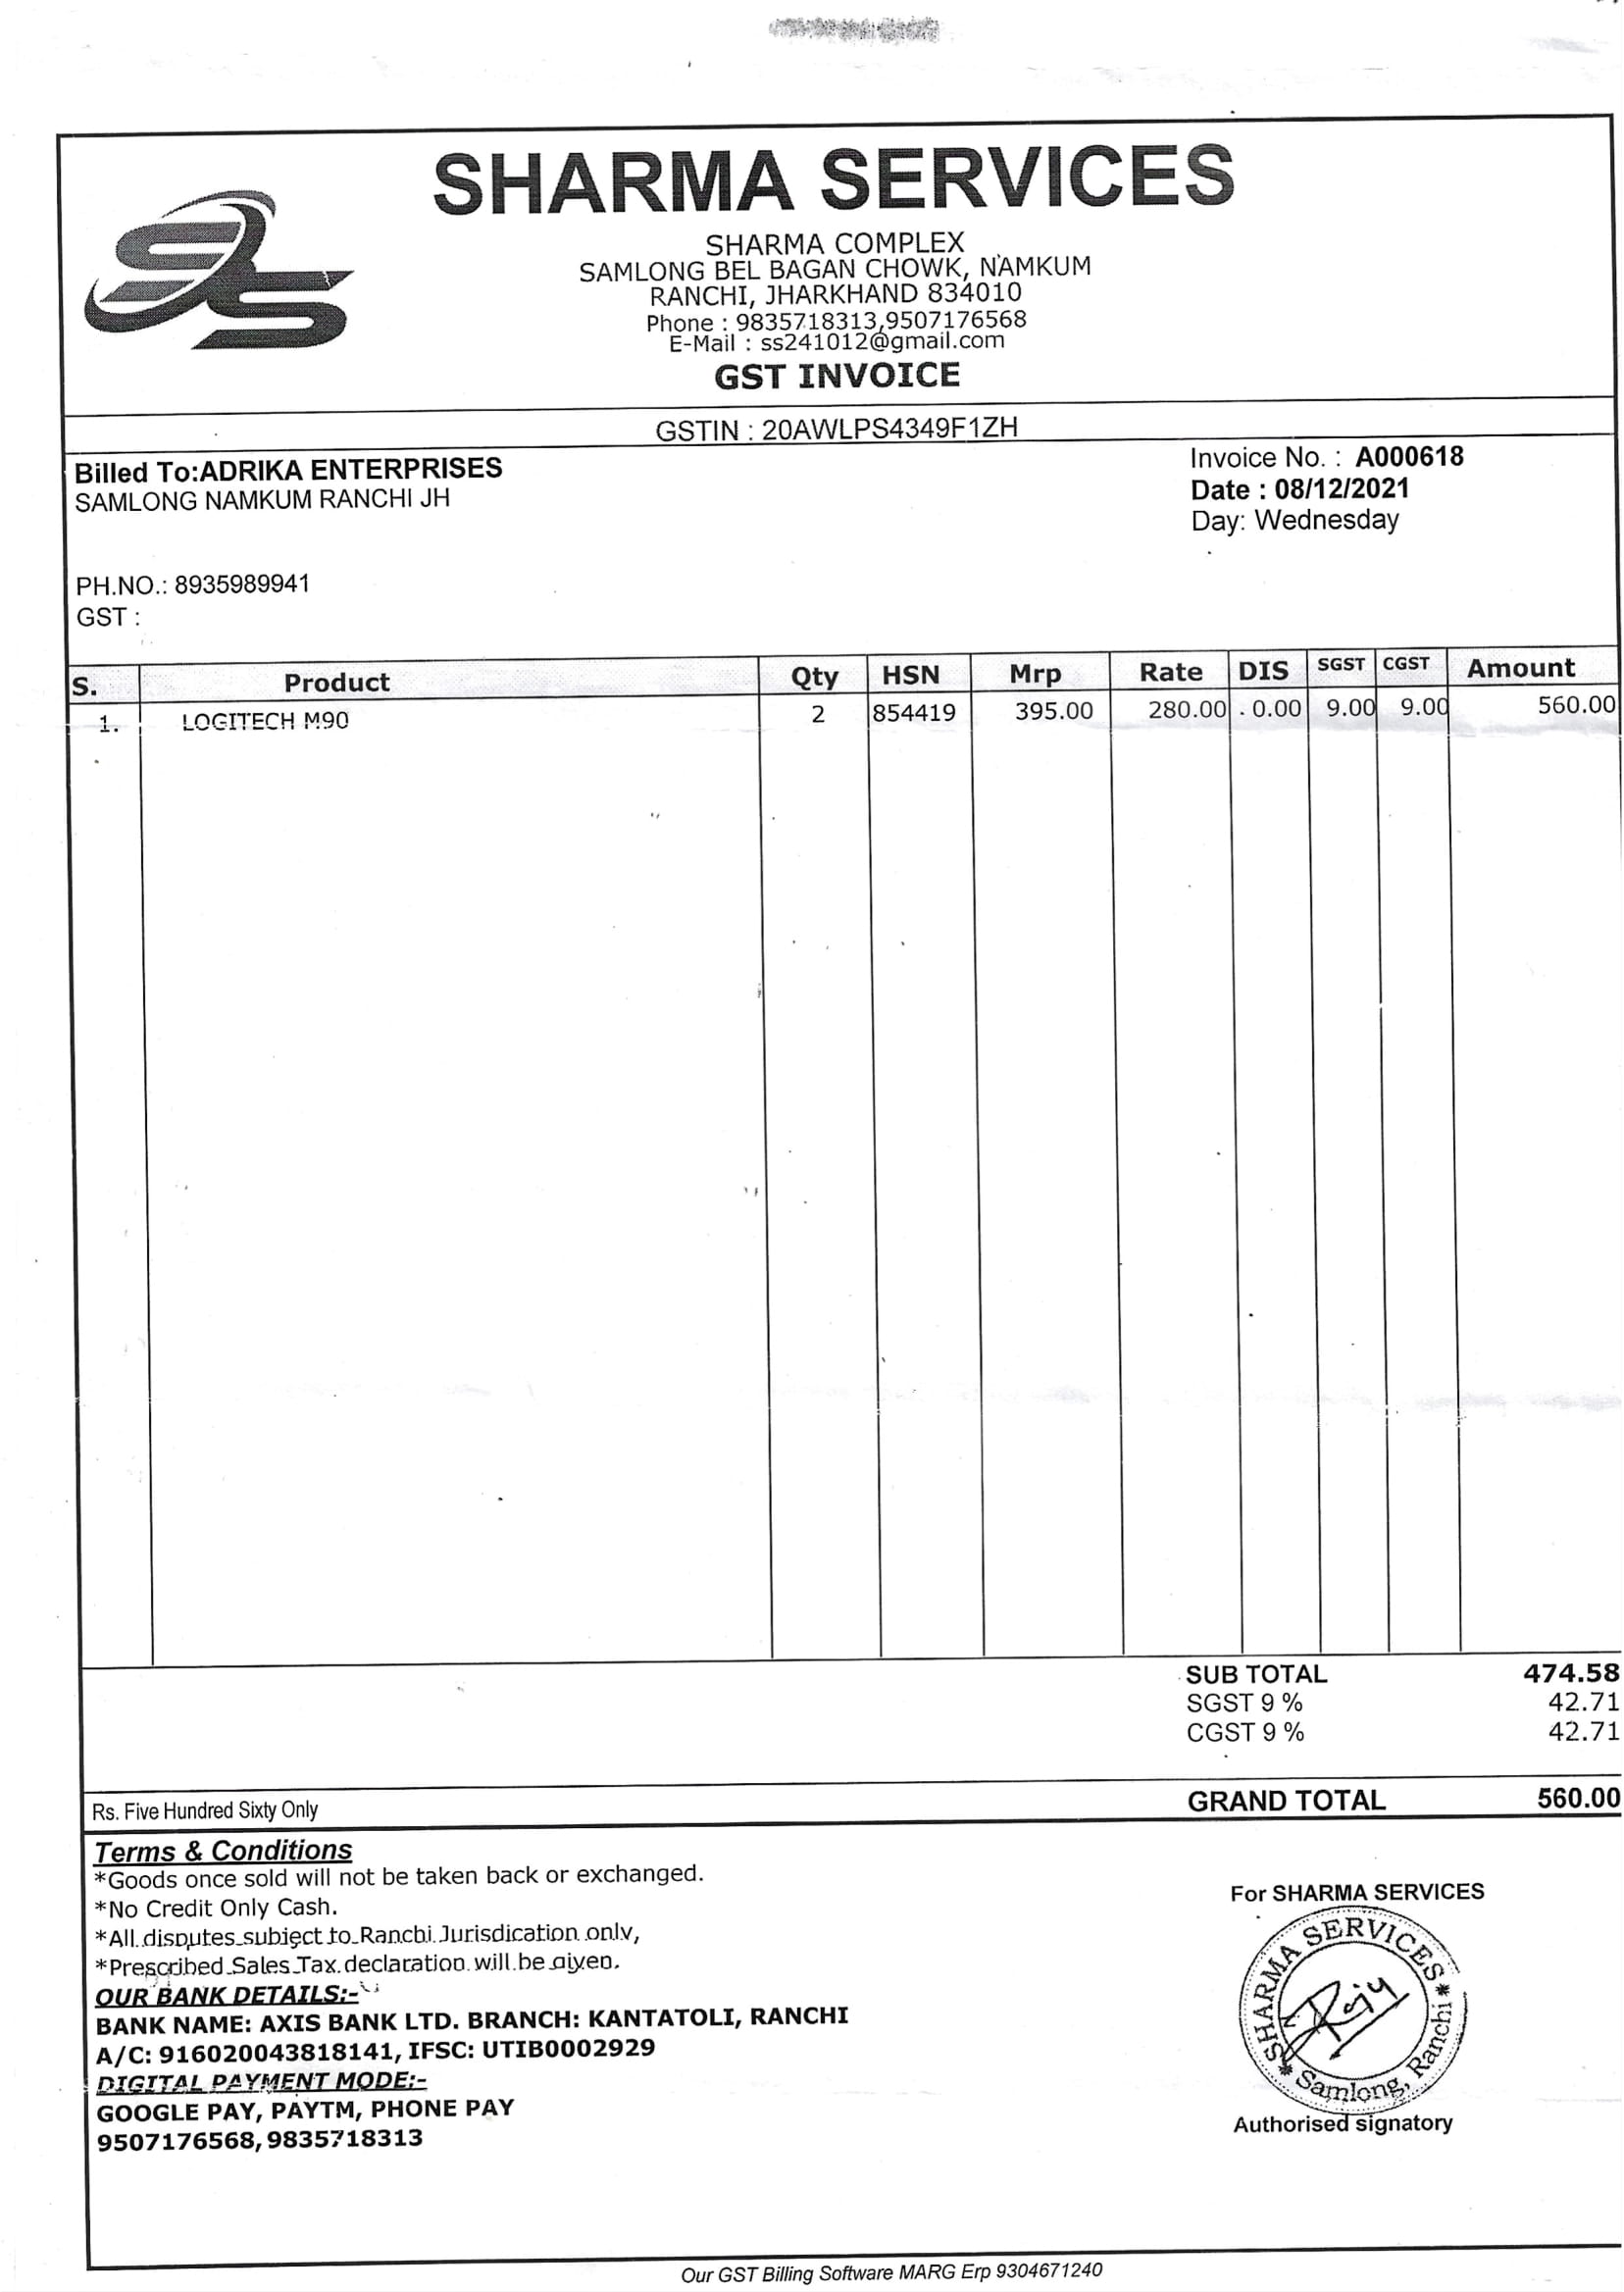 SHARMA SERVICES
SHARMA COMPLEX
SAMLONG BEL BAGAN CHOWK, NAMKUM
RANCHI, JHARKHAND 834010
Phone : 9835718313,9507176568
E-Mail : ss241012@gmail.com
GST INVOICE
GSTIN : 20AWLPS4349F1ZH
Billed To:ADRIKA ENTERPRISES
SAMLONG NAMKUM RANCHI JH
PH.NO.: 8935989941
GST :
Invoice No. : A000618
Date : 08/12/2021
Day: Wednesday
S. Product Qty HSN Mrp Rate DIS SGST CGST Amount
1. LOGITECH M90 2 854419 395.00 280.00 0.00 9.00 9.00 560.00
SUB TOTAL 474.58
SGST 9 % 42.71
CGST 9 % 42.71
Rs. Five Hundred Sixty Only GRAND TOTAL 560.00
Terms & Conditions
*Goods once sold will not be taken back or exchanged.
*No Credit Only Cash.
*All disputes subject to Ranchi Jurisdication only,
*Prescribed Sales Tax declaration will be given.
OUR BANK DETAILS:-
BANK NAME: AXIS BANK LTD. BRANCH: KANTATOLI, RANCHI
A/C: 916020043818141, IFSC: UTIB0002929
DIGITAL PAYMENT MODE:-
GOOGLE PAY, PAYTM, PHONE PAY
9507176568,9835718313
For SHARMA SERVICES
SHARMA SERVICES
Samlong, Ranchi
Authorised signatory
Our GST Billing Software MARG Erp 9304671240